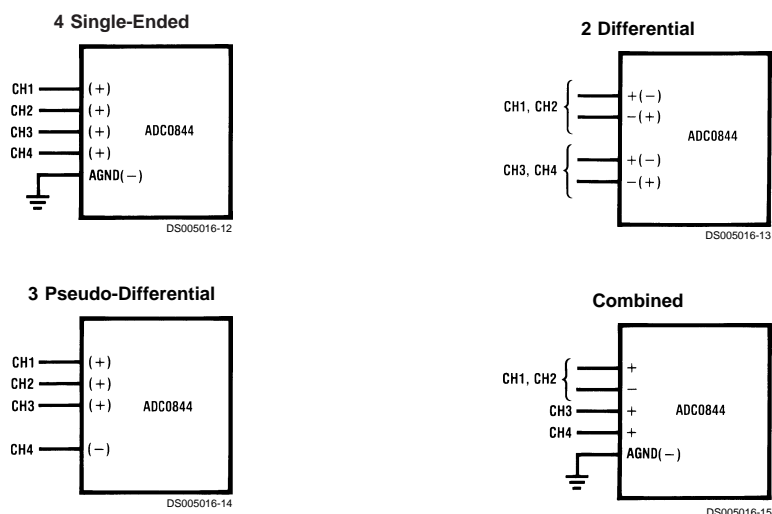 4 Single-Ended
CH1 (+)
CH2 (+)
CH3 (+) ADC0844
CH4 (+)
AGND(−)
DS005016-12
2 Differential
CH1, CH2 +(−)
−(+)
ADC0844
CH3, CH4 +(−)
−(+)
DS005016-13
3 Pseudo-Differential
CH1 (+)
CH2 (+)
CH3 (+) ADC0844
CH4 (−)
DS005016-14
Combined
CH1, CH2 +
−
CH3 + ADC0844
CH4 +
AGND(−)
DS005016-15